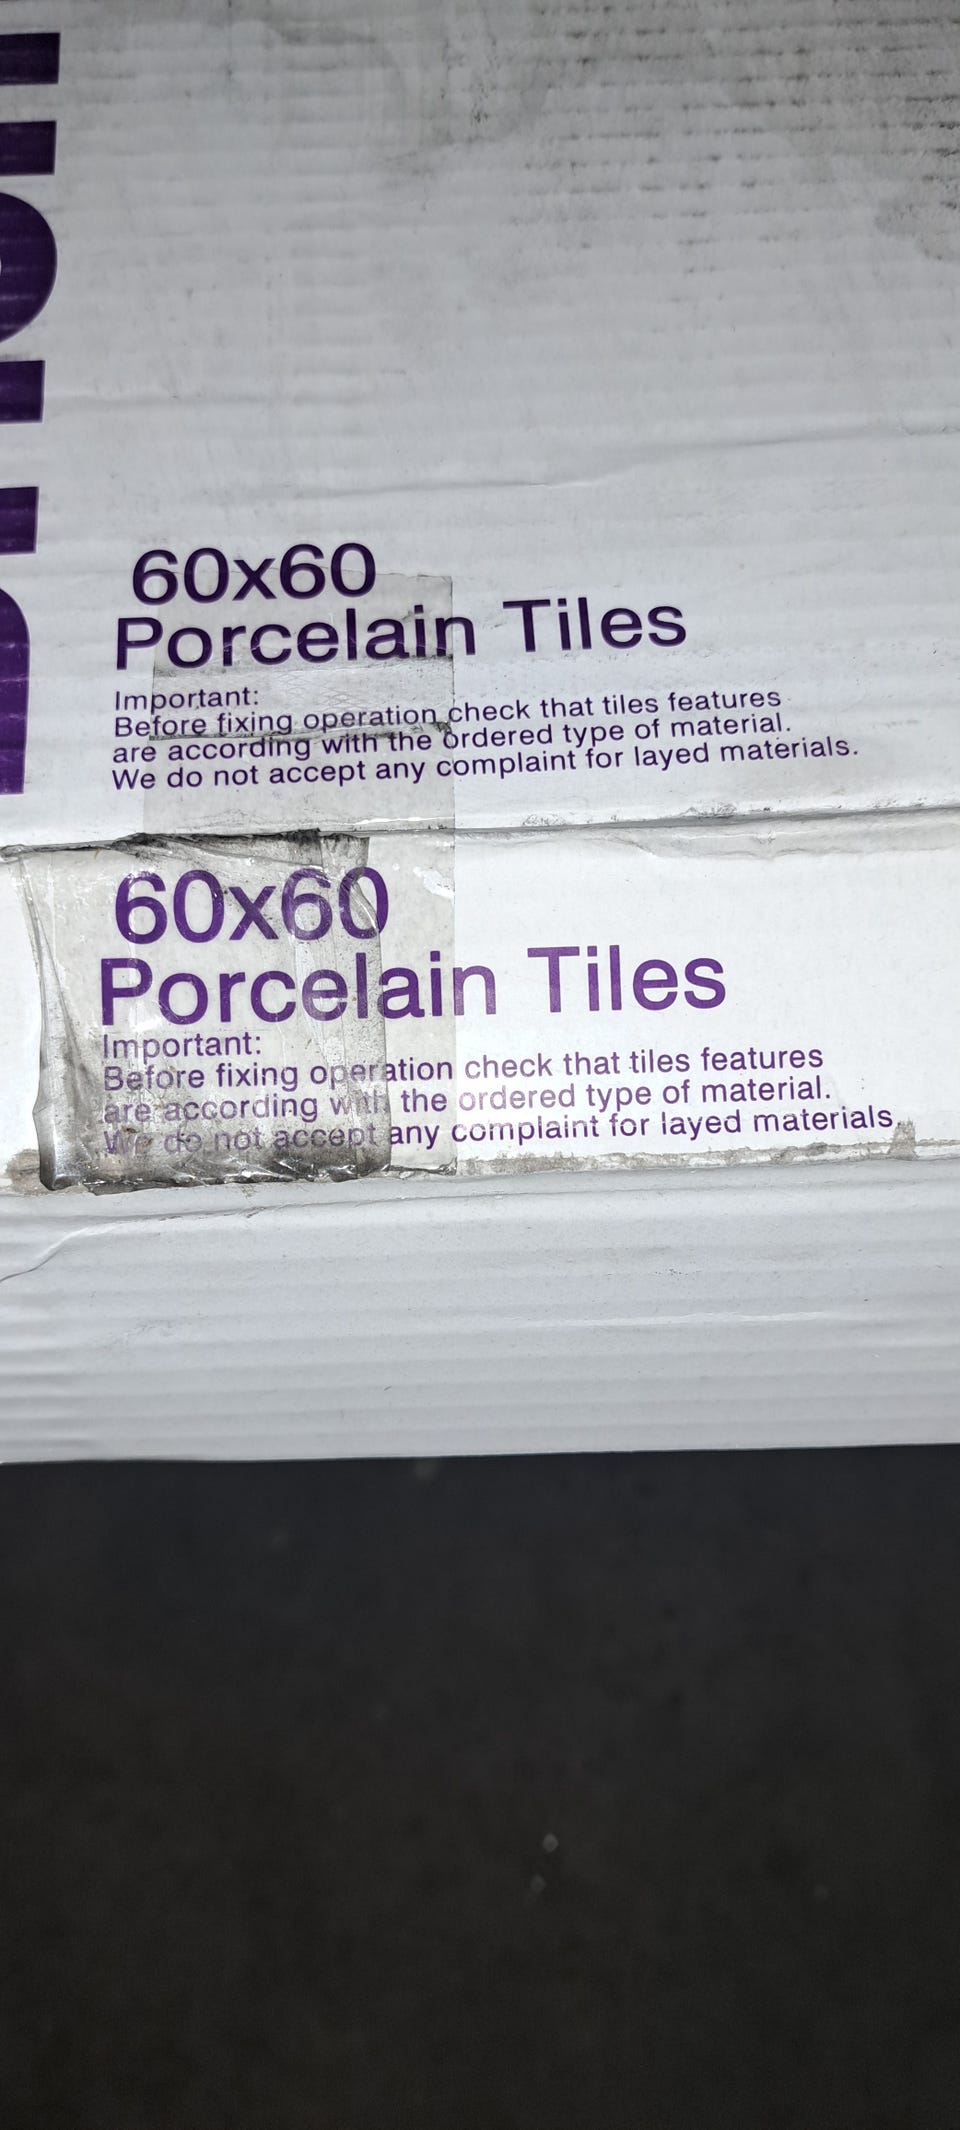 60x60
Porcelain Tiles
Important:
Before fixing operation check that tiles features
are according with the ordered type of material.
We do not accept any complaint for layed materials.
60x60
Porcelain Tiles
Important:
Before fixing operation check that tiles features
are according with the ordered type of material.
We do not accept any complaint for layed materials.